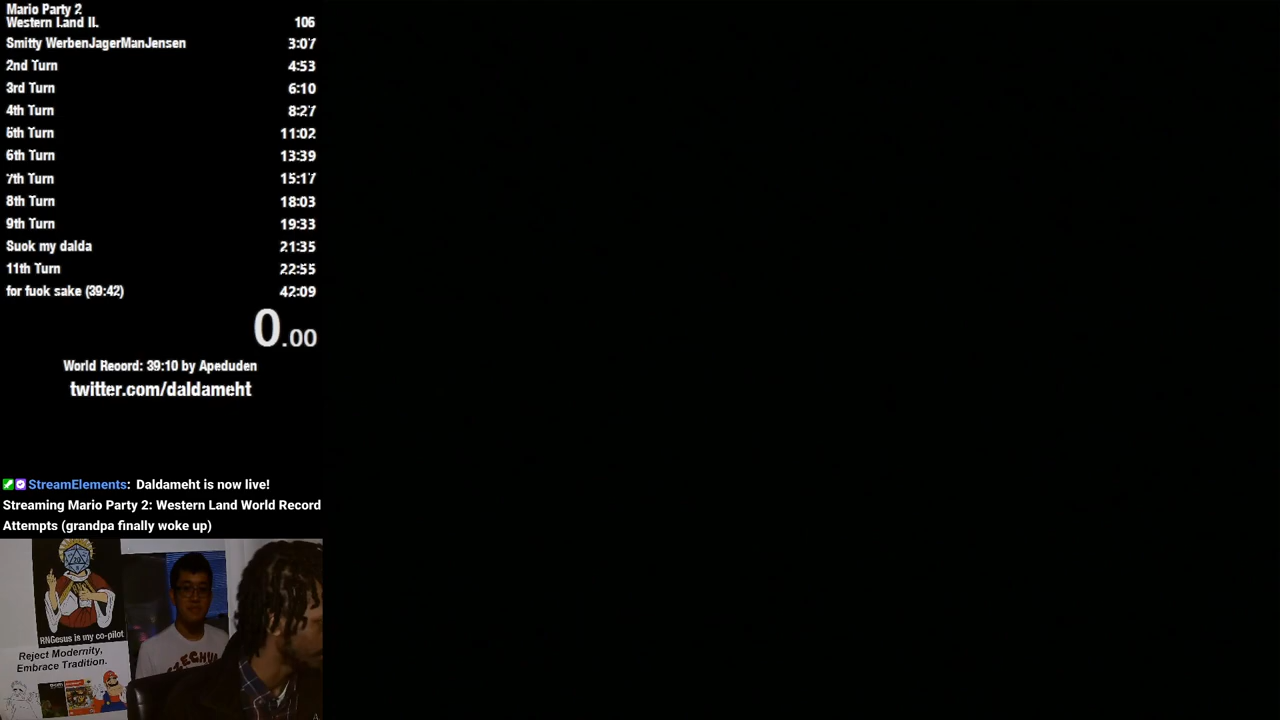 Mario Party 2
Western Land II.
106
Smitty WerbenJagerManJensen 3:07
2nd Turn 4:53
3rd Turn 6:10
4th Turn 8:27
5th Turn 11:02
6th Turn 13:39
7th Turn 15:17
8th Turn 18:03
9th Turn 19:33
Suok my dalda 21:35
11th Turn 22:55
for fuok sake (39:42) 42:09
0.00
World Reoord: 39:10 by Apeduden
twitter.com/daldameht
StreamElements: Daldameht is now live!
Streaming Mario Party 2: Western Land World Record
Attempts (grandpa finally woke up)
RNGesus is my co-pilot
Reject Modernity,
Embrace Tradition.